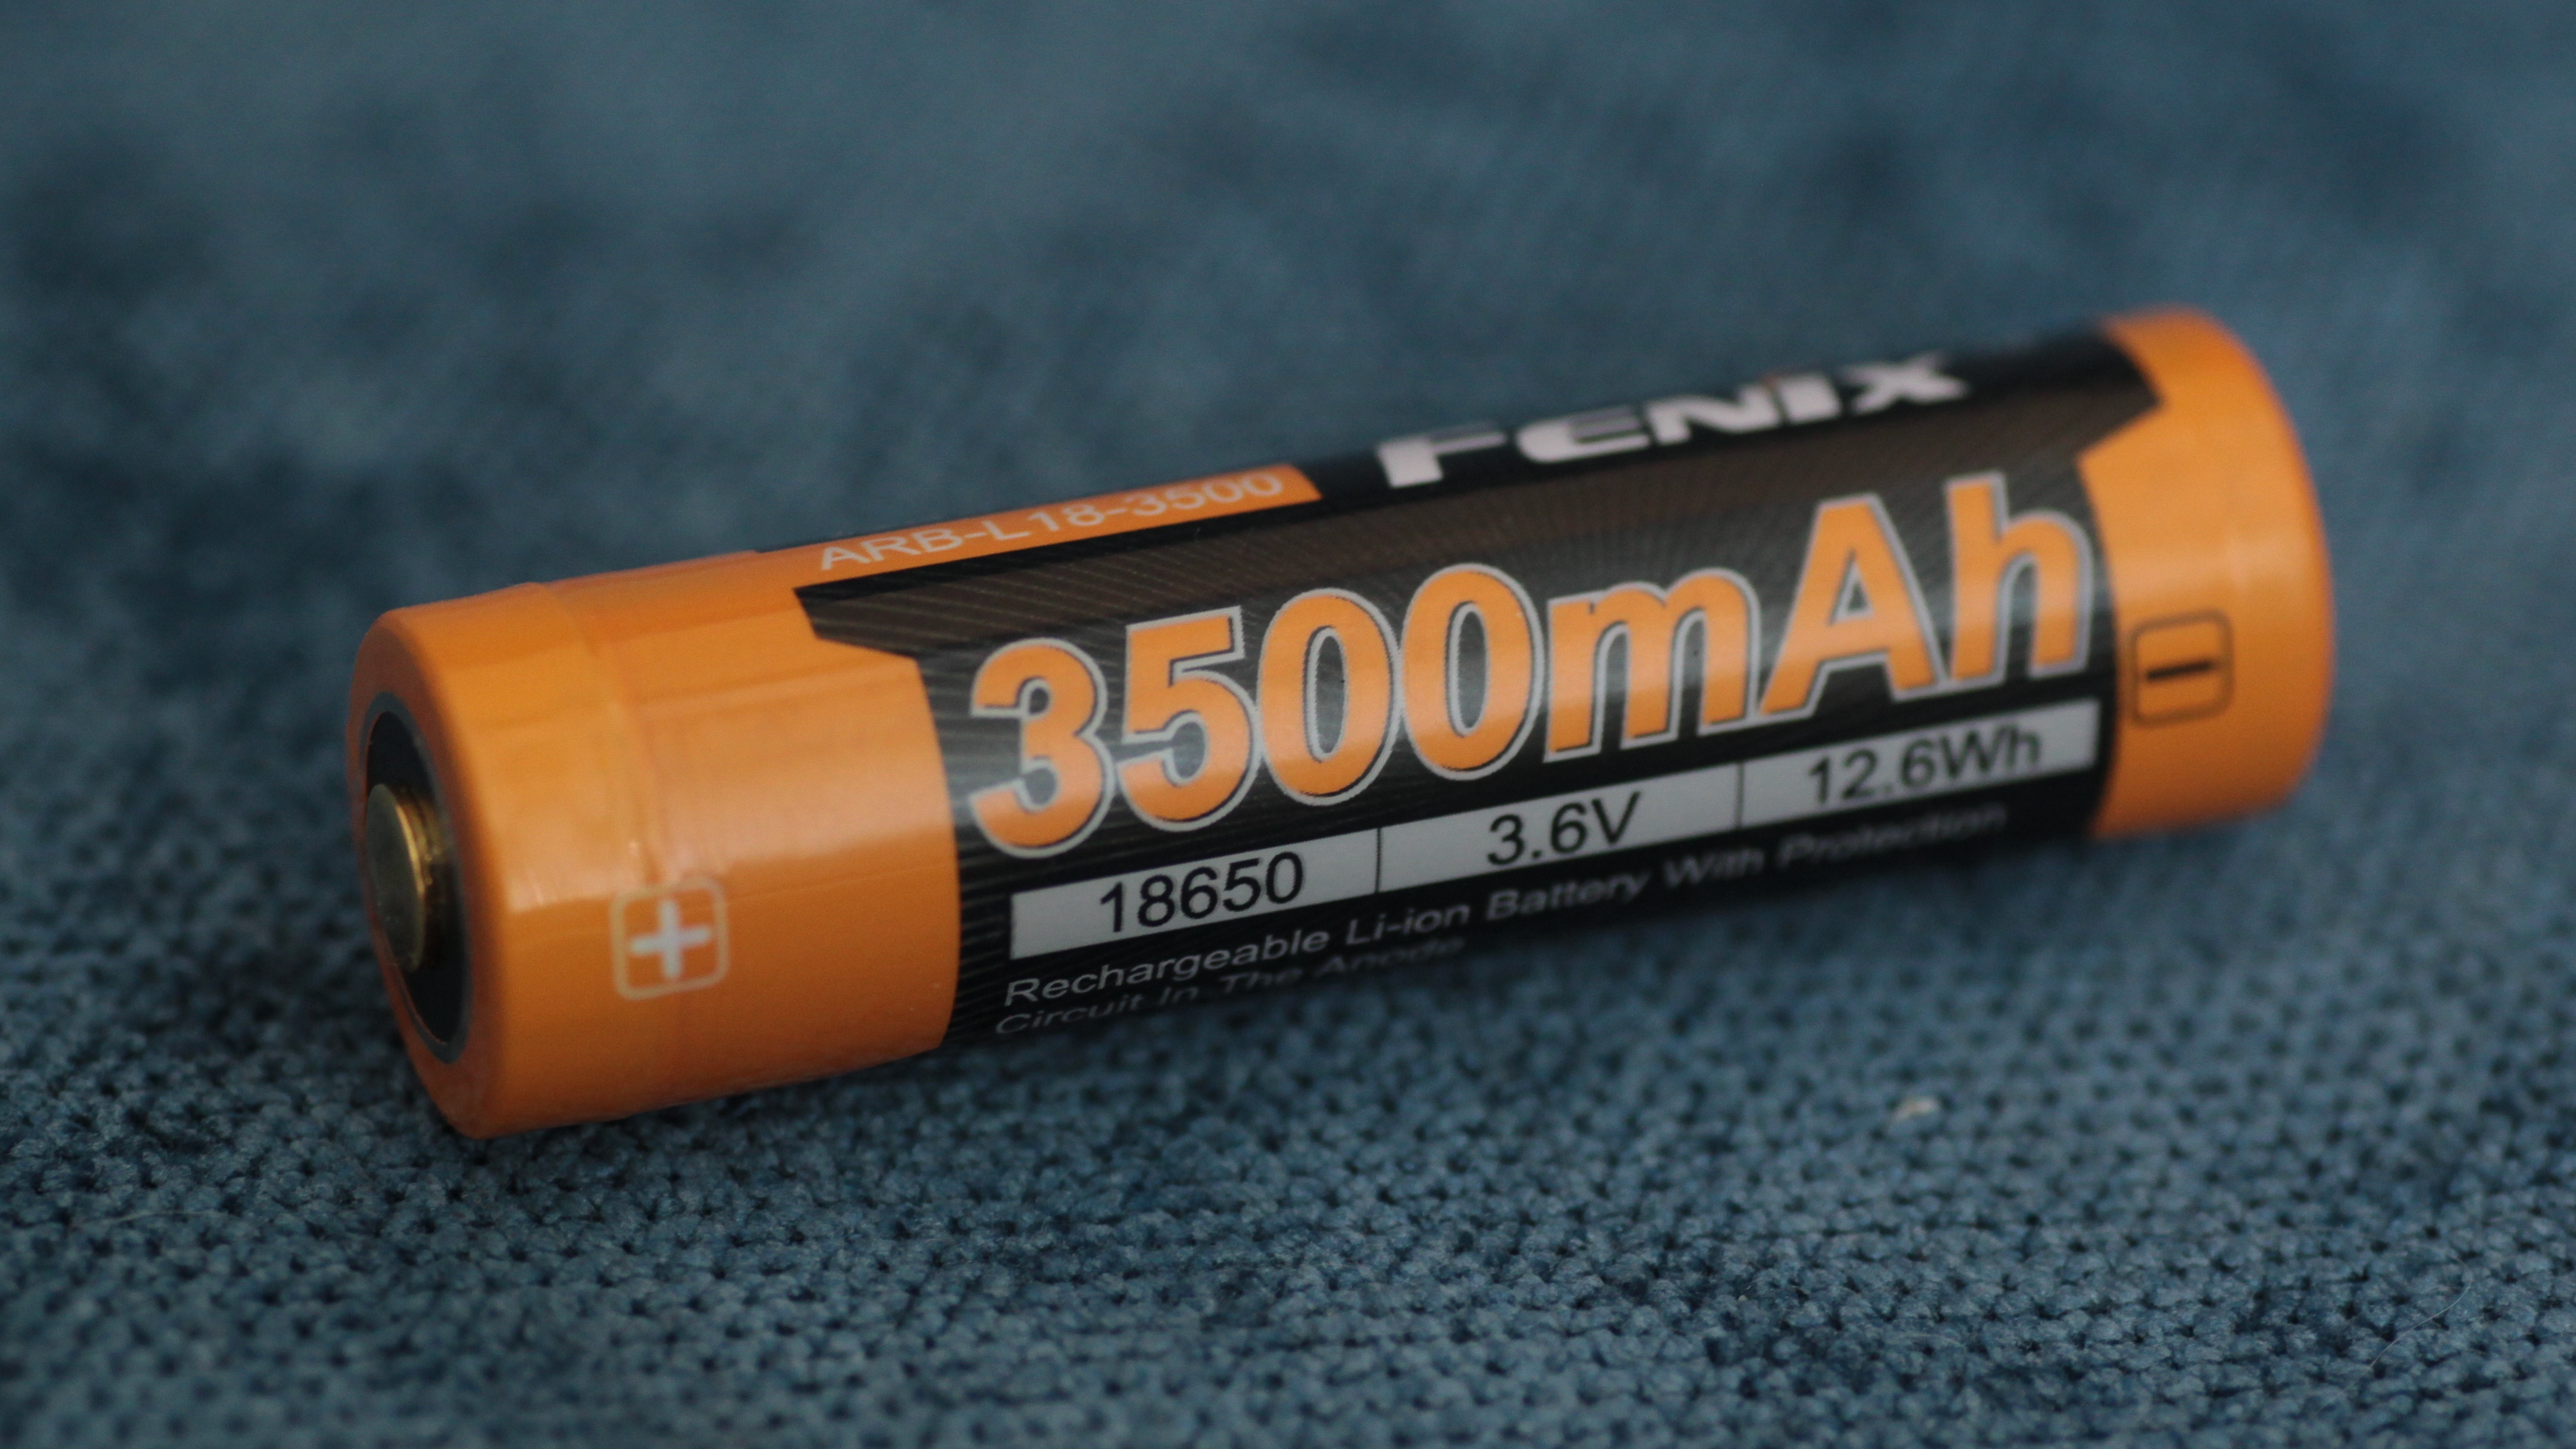 FENIX
ARB-L18-3500
3500mAh
18650 3.6V 12.6Wh
Rechargeable Li-ion Battery With Protection
Circuit In The Anode
+
-